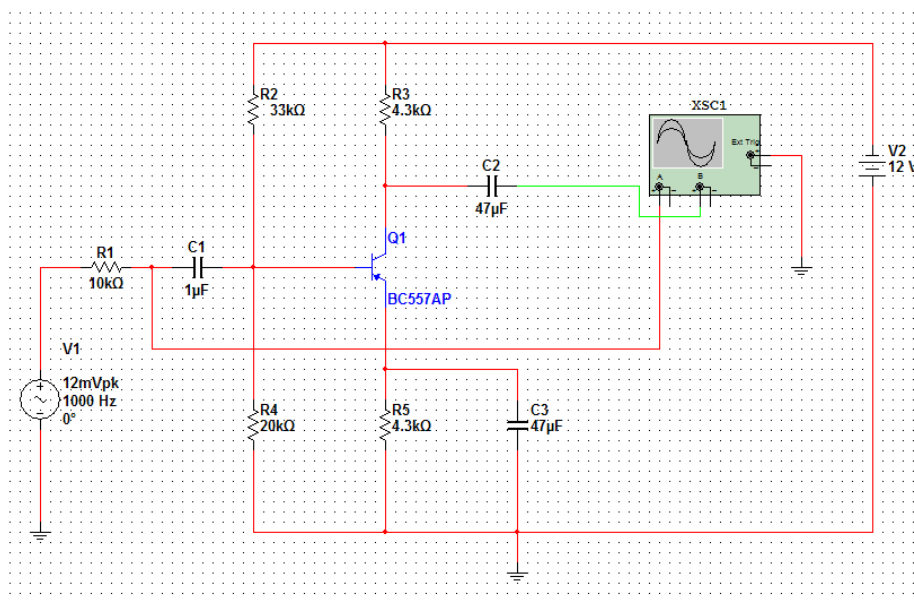 R2
33kΩ
R3
4.3kΩ
XSC1
Ext Trig
+
A
B
+
+
V2
12 V
C2
47µF
Q1
BC557AP
R1
10kΩ
C1
1µF
V1
12mVpk
1000 Hz
0°
R4
20kΩ
R5
4.3kΩ
C3
47µF